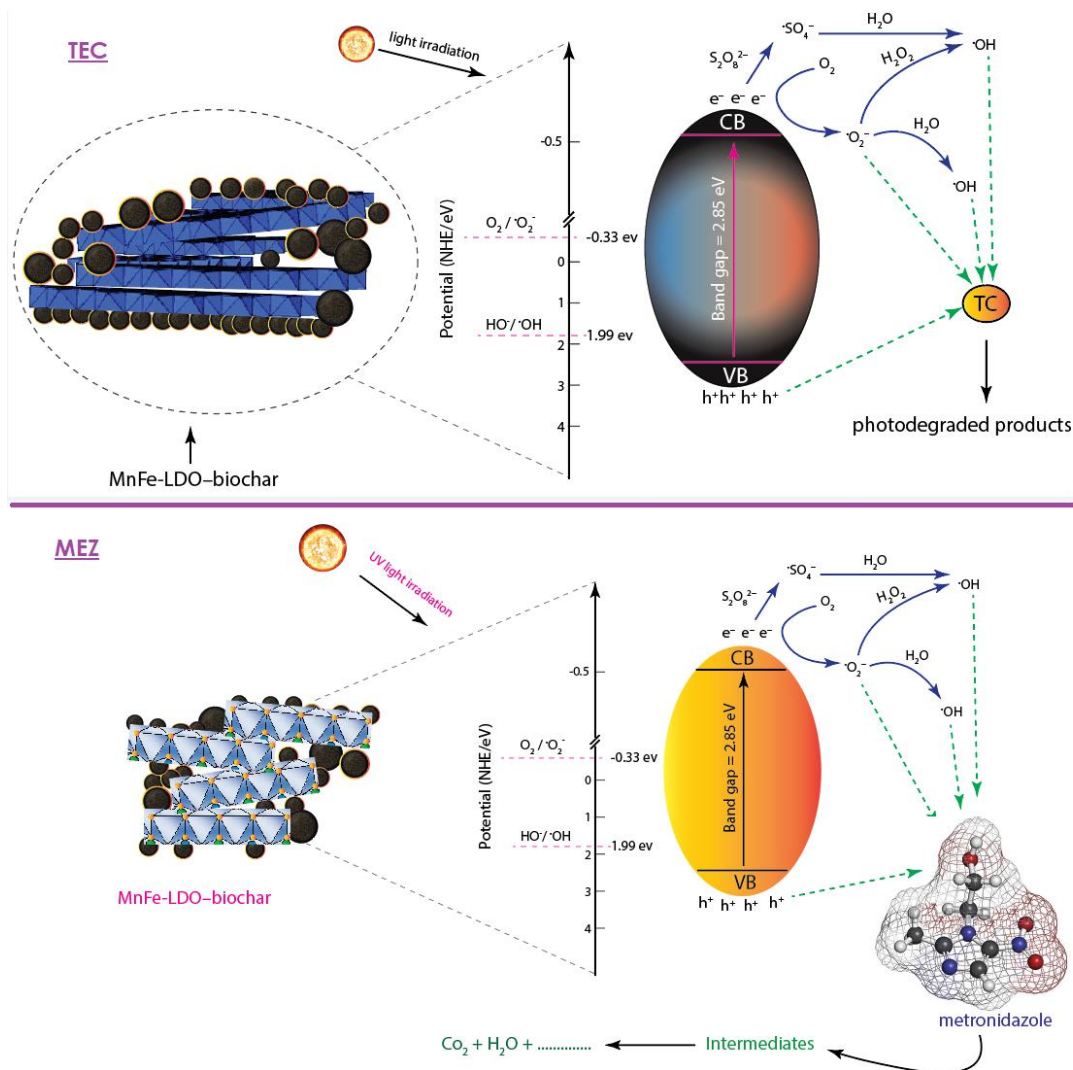 TEC
light irradiation
MnFe-LDO–biochar
Potential (NHE/eV)
-0.5
O₂ / ·O₂⁻
-0.33 ev
0
1
HO⁻/ ·OH
1.99 ev
2
3
4
S₂O₈²⁻
·SO₄⁻
H₂O
·OH
O₂
H₂O₂
e⁻ e⁻ e⁻
CB
·O₂⁻
H₂O
·OH
Band gap = 2.85 eV
VB
h⁺h⁺ h⁺ h⁺
TC
photodegraded products
MEZ
UV light irradiation
MnFe-LDO–biochar
Potential (NHE/eV)
-0.5
O₂ / ·O₂⁻
-0.33 ev
0
1
HO⁻/ ·OH
1.99 ev
2
3
4
S₂O₈²⁻
·SO₄⁻
H₂O
·OH
O₂
H₂O₂
e⁻ e⁻ e⁻
CB
·O₂⁻
H₂O
·OH
Band gap = 2.85 eV
VB
h⁺ h⁺ h⁺ h⁺
metronidazole
Co₂ + H₂O + .............
Intermediates